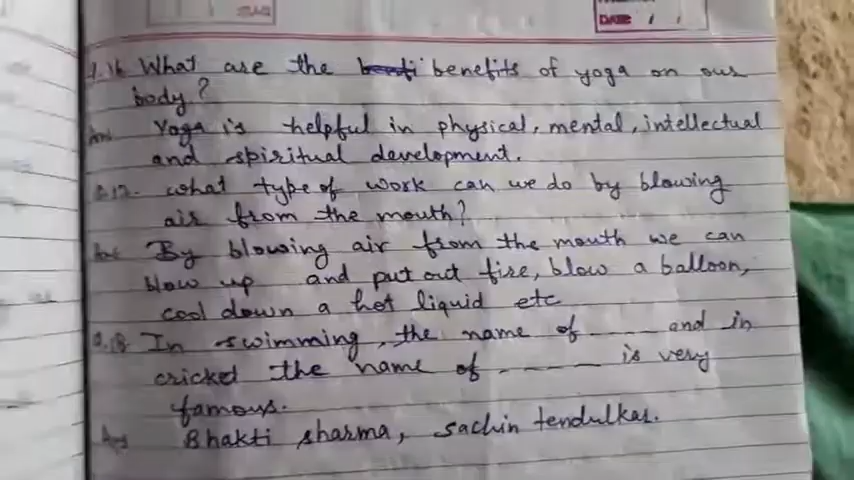 DATE / /
Q.16 What are the benefits of yoga on our
body?
Ans Yoga is helpful in physical, mental, intellectual
and spiritual development.
Q.17. what type of work can we do by blowing
air from the mouth?
Ans By blowing air from the mouth we can
blow up and put out fire, blow a balloon,
cool down a hot liquid etc
Q.18 In swimming, the name of ---- and in
cricket the name of ----- is very
famous.
Ans Bhakti sharma, sachin tendulkar.